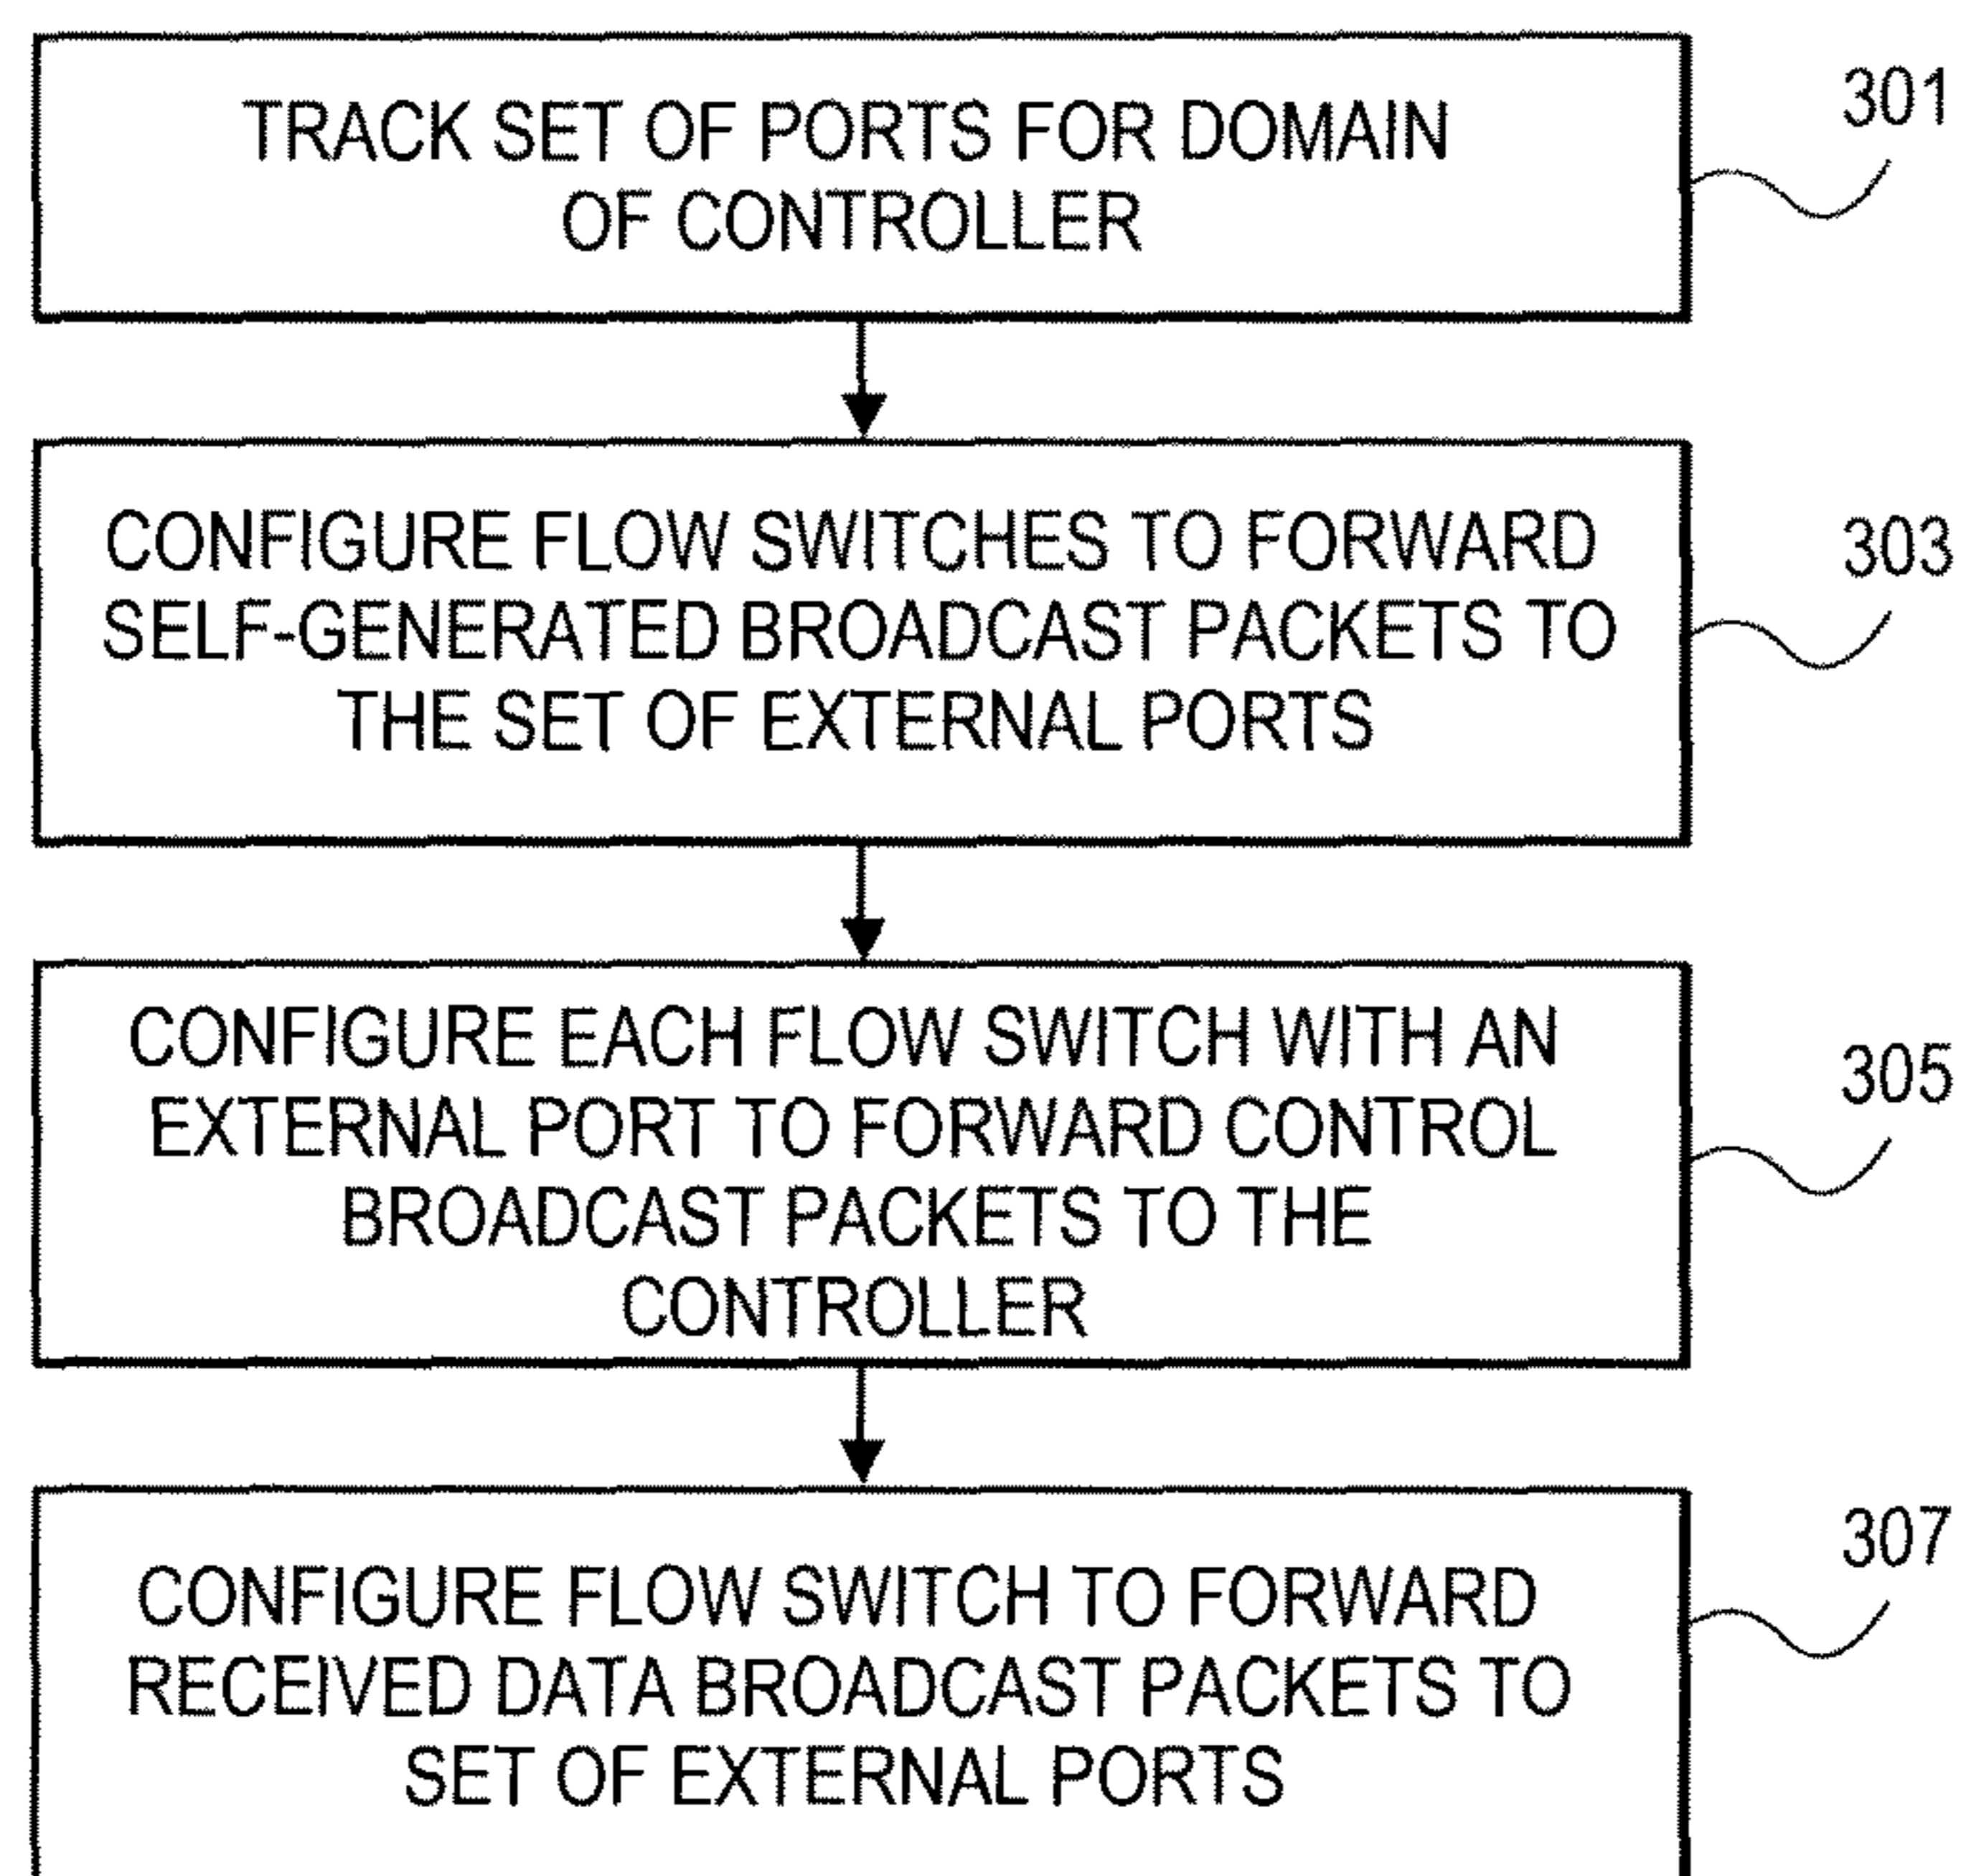 TRACK SET OF PORTS FOR DOMAIN
OF CONTROLLER
301
CONFIGURE FLOW SWITCHES TO FORWARD
SELF-GENERATED BROADCAST PACKETS TO
THE SET OF EXTERNAL PORTS
303
CONFIGURE EACH FLOW SWITCH WITH AN
EXTERNAL PORT TO FORWARD CONTROL
BROADCAST PACKETS TO THE
CONTROLLER
305
CONFIGURE FLOW SWITCH TO FORWARD
RECEIVED DATA BROADCAST PACKETS TO
SET OF EXTERNAL PORTS
307